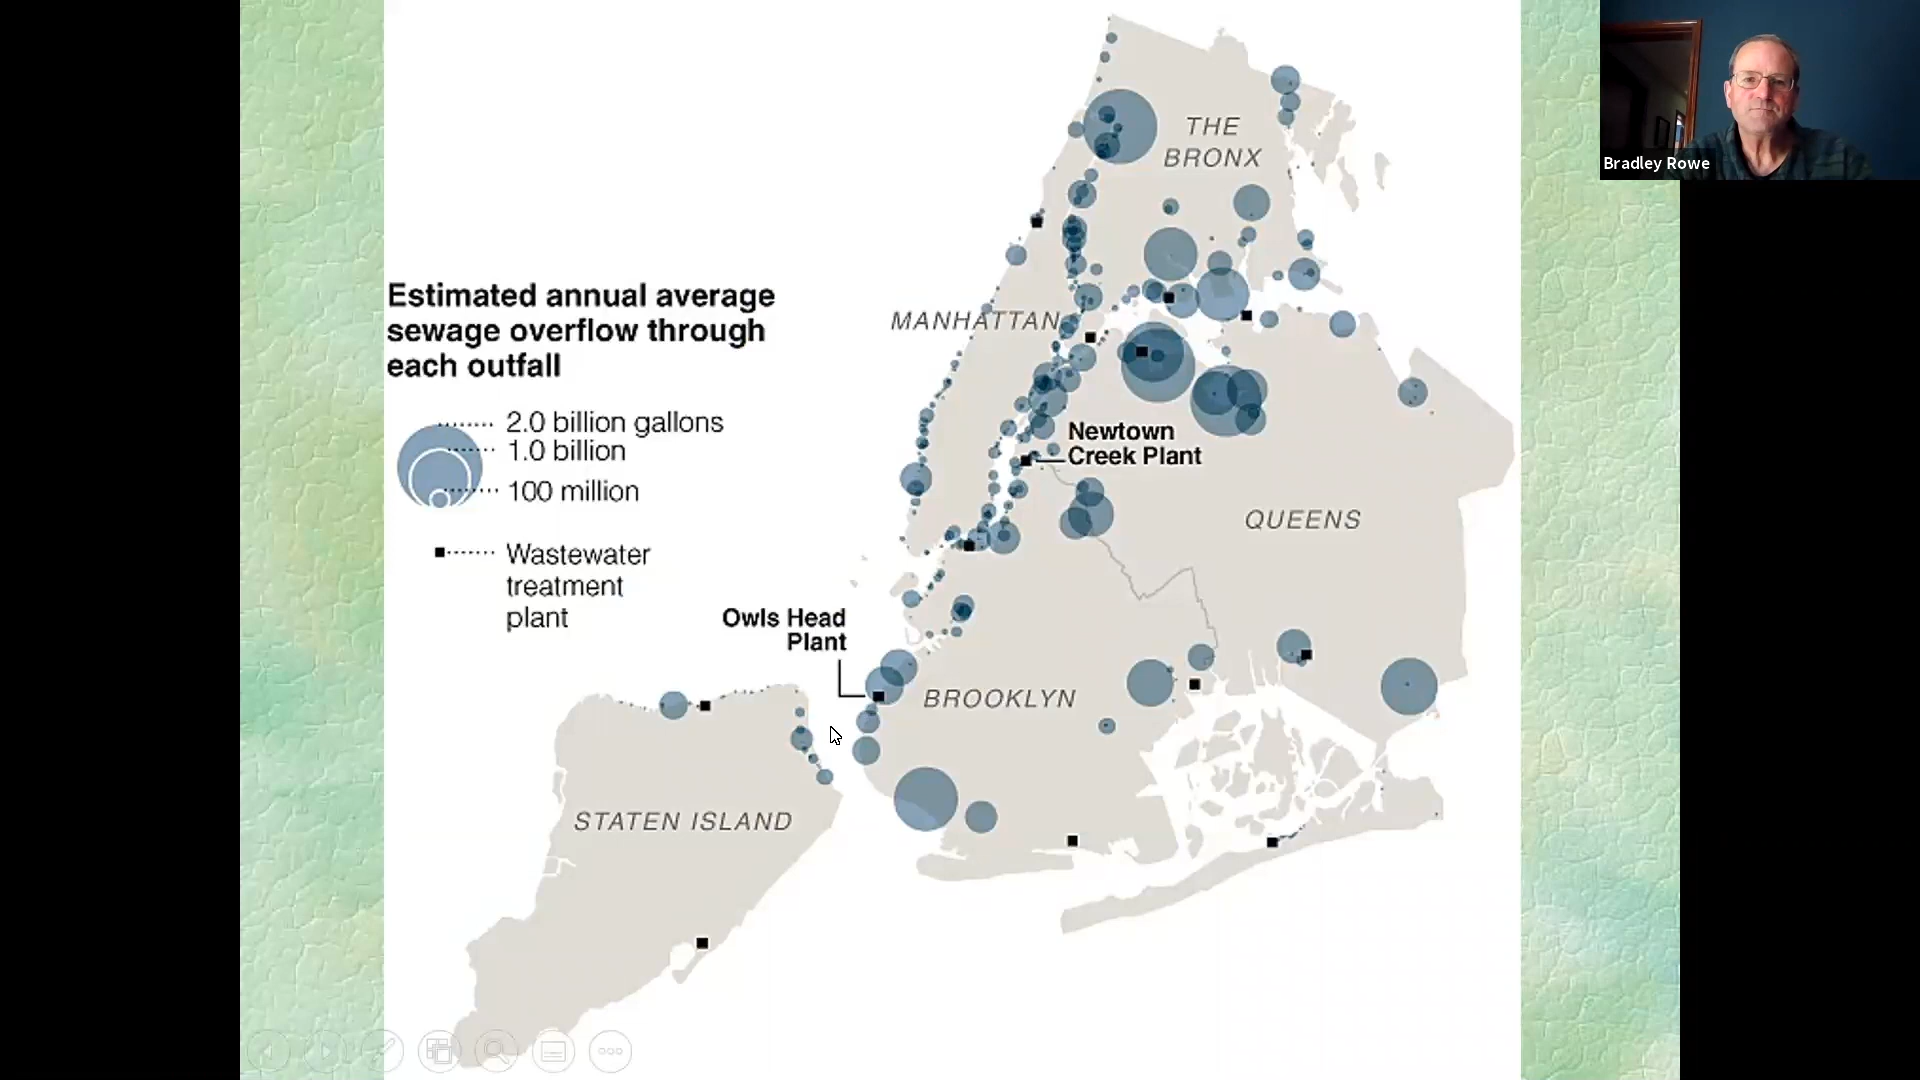 Bradley Rowe
THE
BRONX
Estimated annual average
sewage overflow through
each outfall
MANHATTAN
2.0 billion gallons
1.0 billion
100 million
Newtown
Creek Plant
QUEENS
Wastewater
treatment
plant
Owls Head
Plant
BROOKLYN
STATEN ISLAND